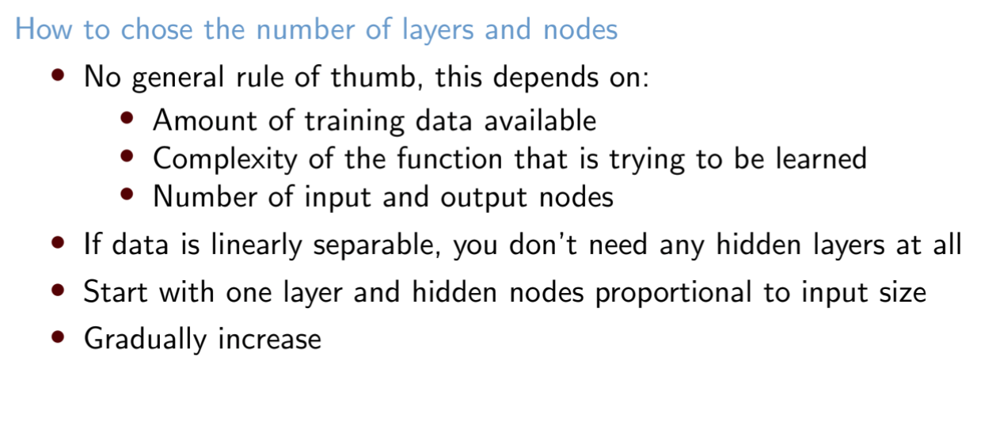 How to chose the number of layers and nodes
• No general rule of thumb, this depends on:
• Amount of training data available
• Complexity of the function that is trying to be learned
• Number of input and output nodes
• If data is linearly separable, you don't need any hidden layers at all
• Start with one layer and hidden nodes proportional to input size
• Gradually increase